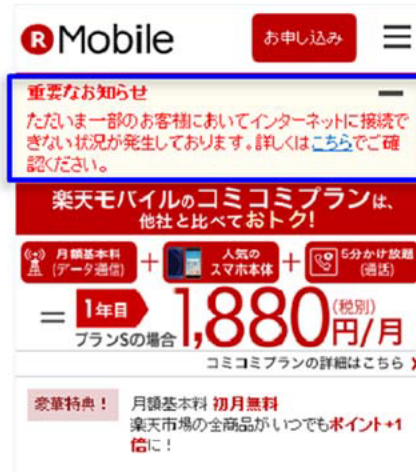 R Mobile
お申し込み
重要なお知らせ
ただいま一部のお客様においてインターネットに接続で
きない状況が発生しております。詳しくはこちらでご確
認ください。
楽天モバイルのコミコミプランは、
他社と比べておトク!
月額基本料
(データ通信)
+
人気の
スマホ本体
+
5分かけ放題
(通話)
= 1年目
プランSの場合
1,880
(税別)
円/月
コミコミプランの詳細はこちら
豪華特典!
月額基本料 初月無料
楽天市場の全商品がいつでもポイント+1
倍に!